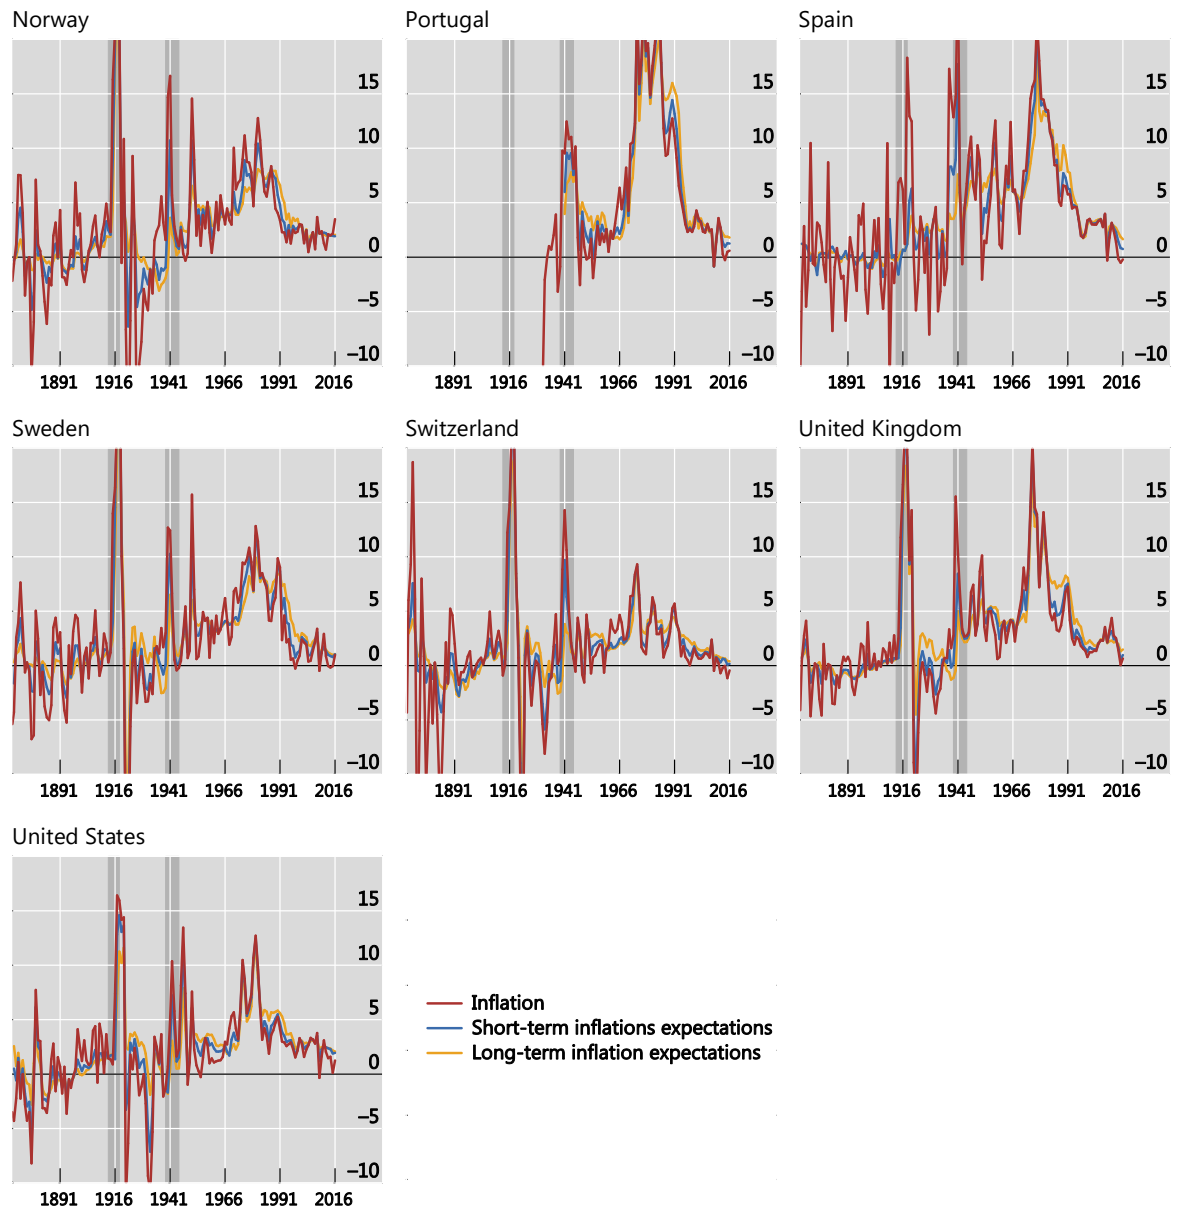 Norway Portugal Spain
15 15 15
10 10 10
5 5 5
0 0 0
–5 –5 –5
–10 –10 –10
1891 1916 1941 1966 1991 2016 1891 1916 1941 1966 1991 2016 1891 1916 1941 1966 1991 2016
Sweden Switzerland United Kingdom
15 15 15
10 10 10
5 5 5
0 0 0
–5 –5 –5
–10 –10 –10
1891 1916 1941 1966 1991 2016 1891 1916 1941 1966 1991 2016 1891 1916 1941 1966 1991 2016
United States
15
10
5
0
–5
–10
1891 1916 1941 1966 1991 2016
Inflation
Short-term inflations expectations
Long-term inflation expectations